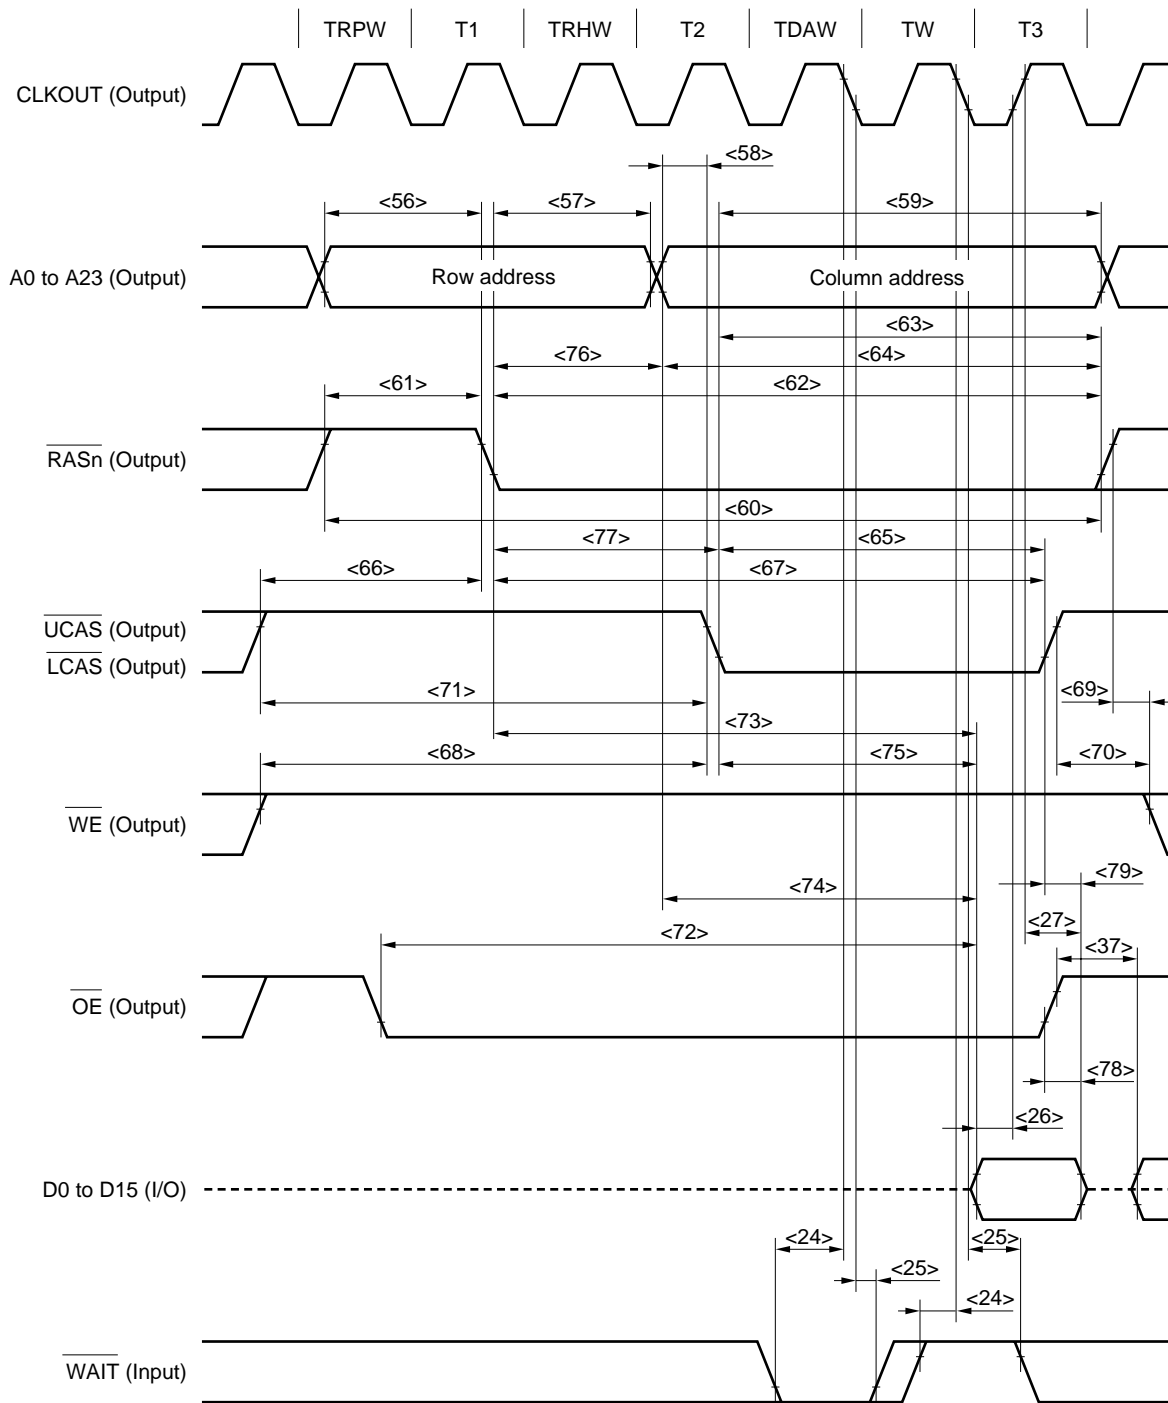 TRPW T1 TRHW T2 TDAW TW T3
CLKOUT (Output)
<58>
<56> <57> <59>
A0 to A23 (Output) Row address Column address
<63>
<76> <64>
<61> <62>
RASn (Output)
<60>
<77> <65>
<66> <67>
UCAS (Output)
LCAS (Output)
<71> <69>
<73>
<68> <75> <70>
WE (Output)
<79>
<74>
<27>
<72> <37>
OE (Output)
<78>
<26>
D0 to D15 (I/O)
<24> <25>
<25>
<24>
WAIT (Input)